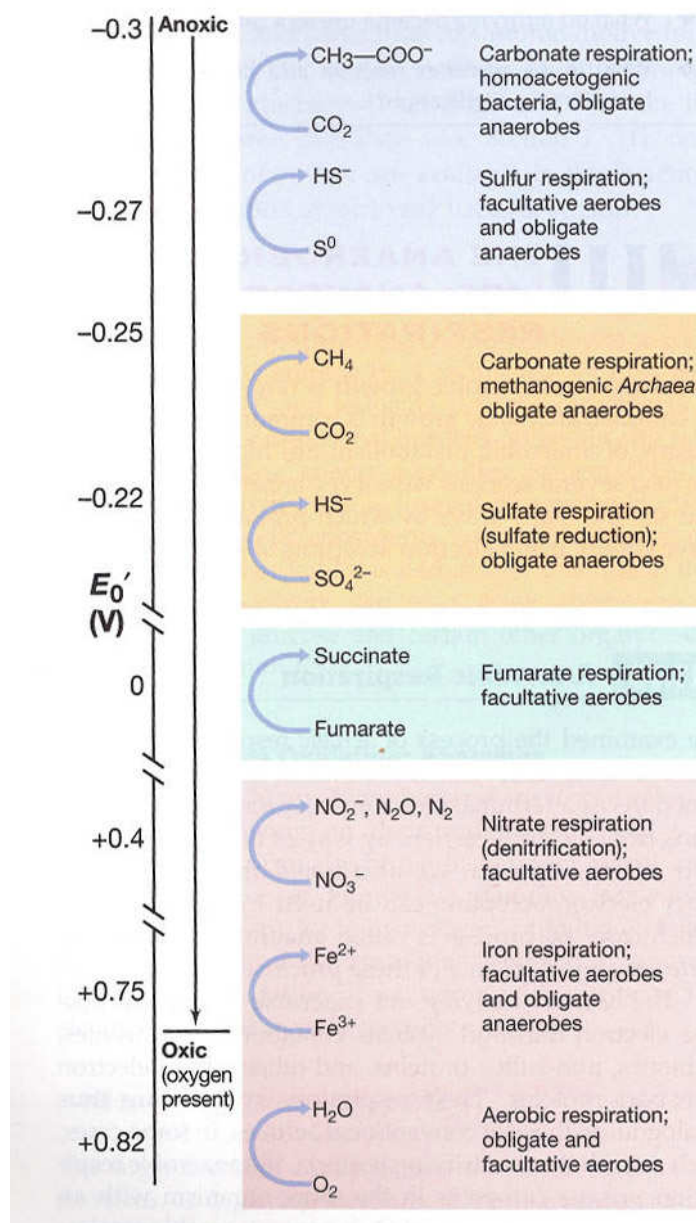 −0.3
Anoxic
CH3—COO−
CO2
Carbonate respiration;
homoacetogenic
bacteria, obligate
anaerobes
−0.27
HS−
S0
Sulfur respiration;
facultative aerobes
and obligate
anaerobes
−0.25
CH4
CO2
Carbonate respiration;
methanogenic Archaea
obligate anaerobes
−0.22
HS−
SO42−
Sulfate respiration
(sulfate reduction);
obligate anaerobes
E0′
(V)
0
Succinate
Fumarate
Fumarate respiration;
facultative aerobes
+0.4
NO2−, N2O, N2
NO3−
Nitrate respiration
(denitrification);
facultative aerobes
+0.75
Fe2+
Fe3+
Iron respiration;
facultative aerobes
and obligate
anaerobes
Oxic
(oxygen
present)
+0.82
H2O
O2
Aerobic respiration;
obligate and
facultative aerobes